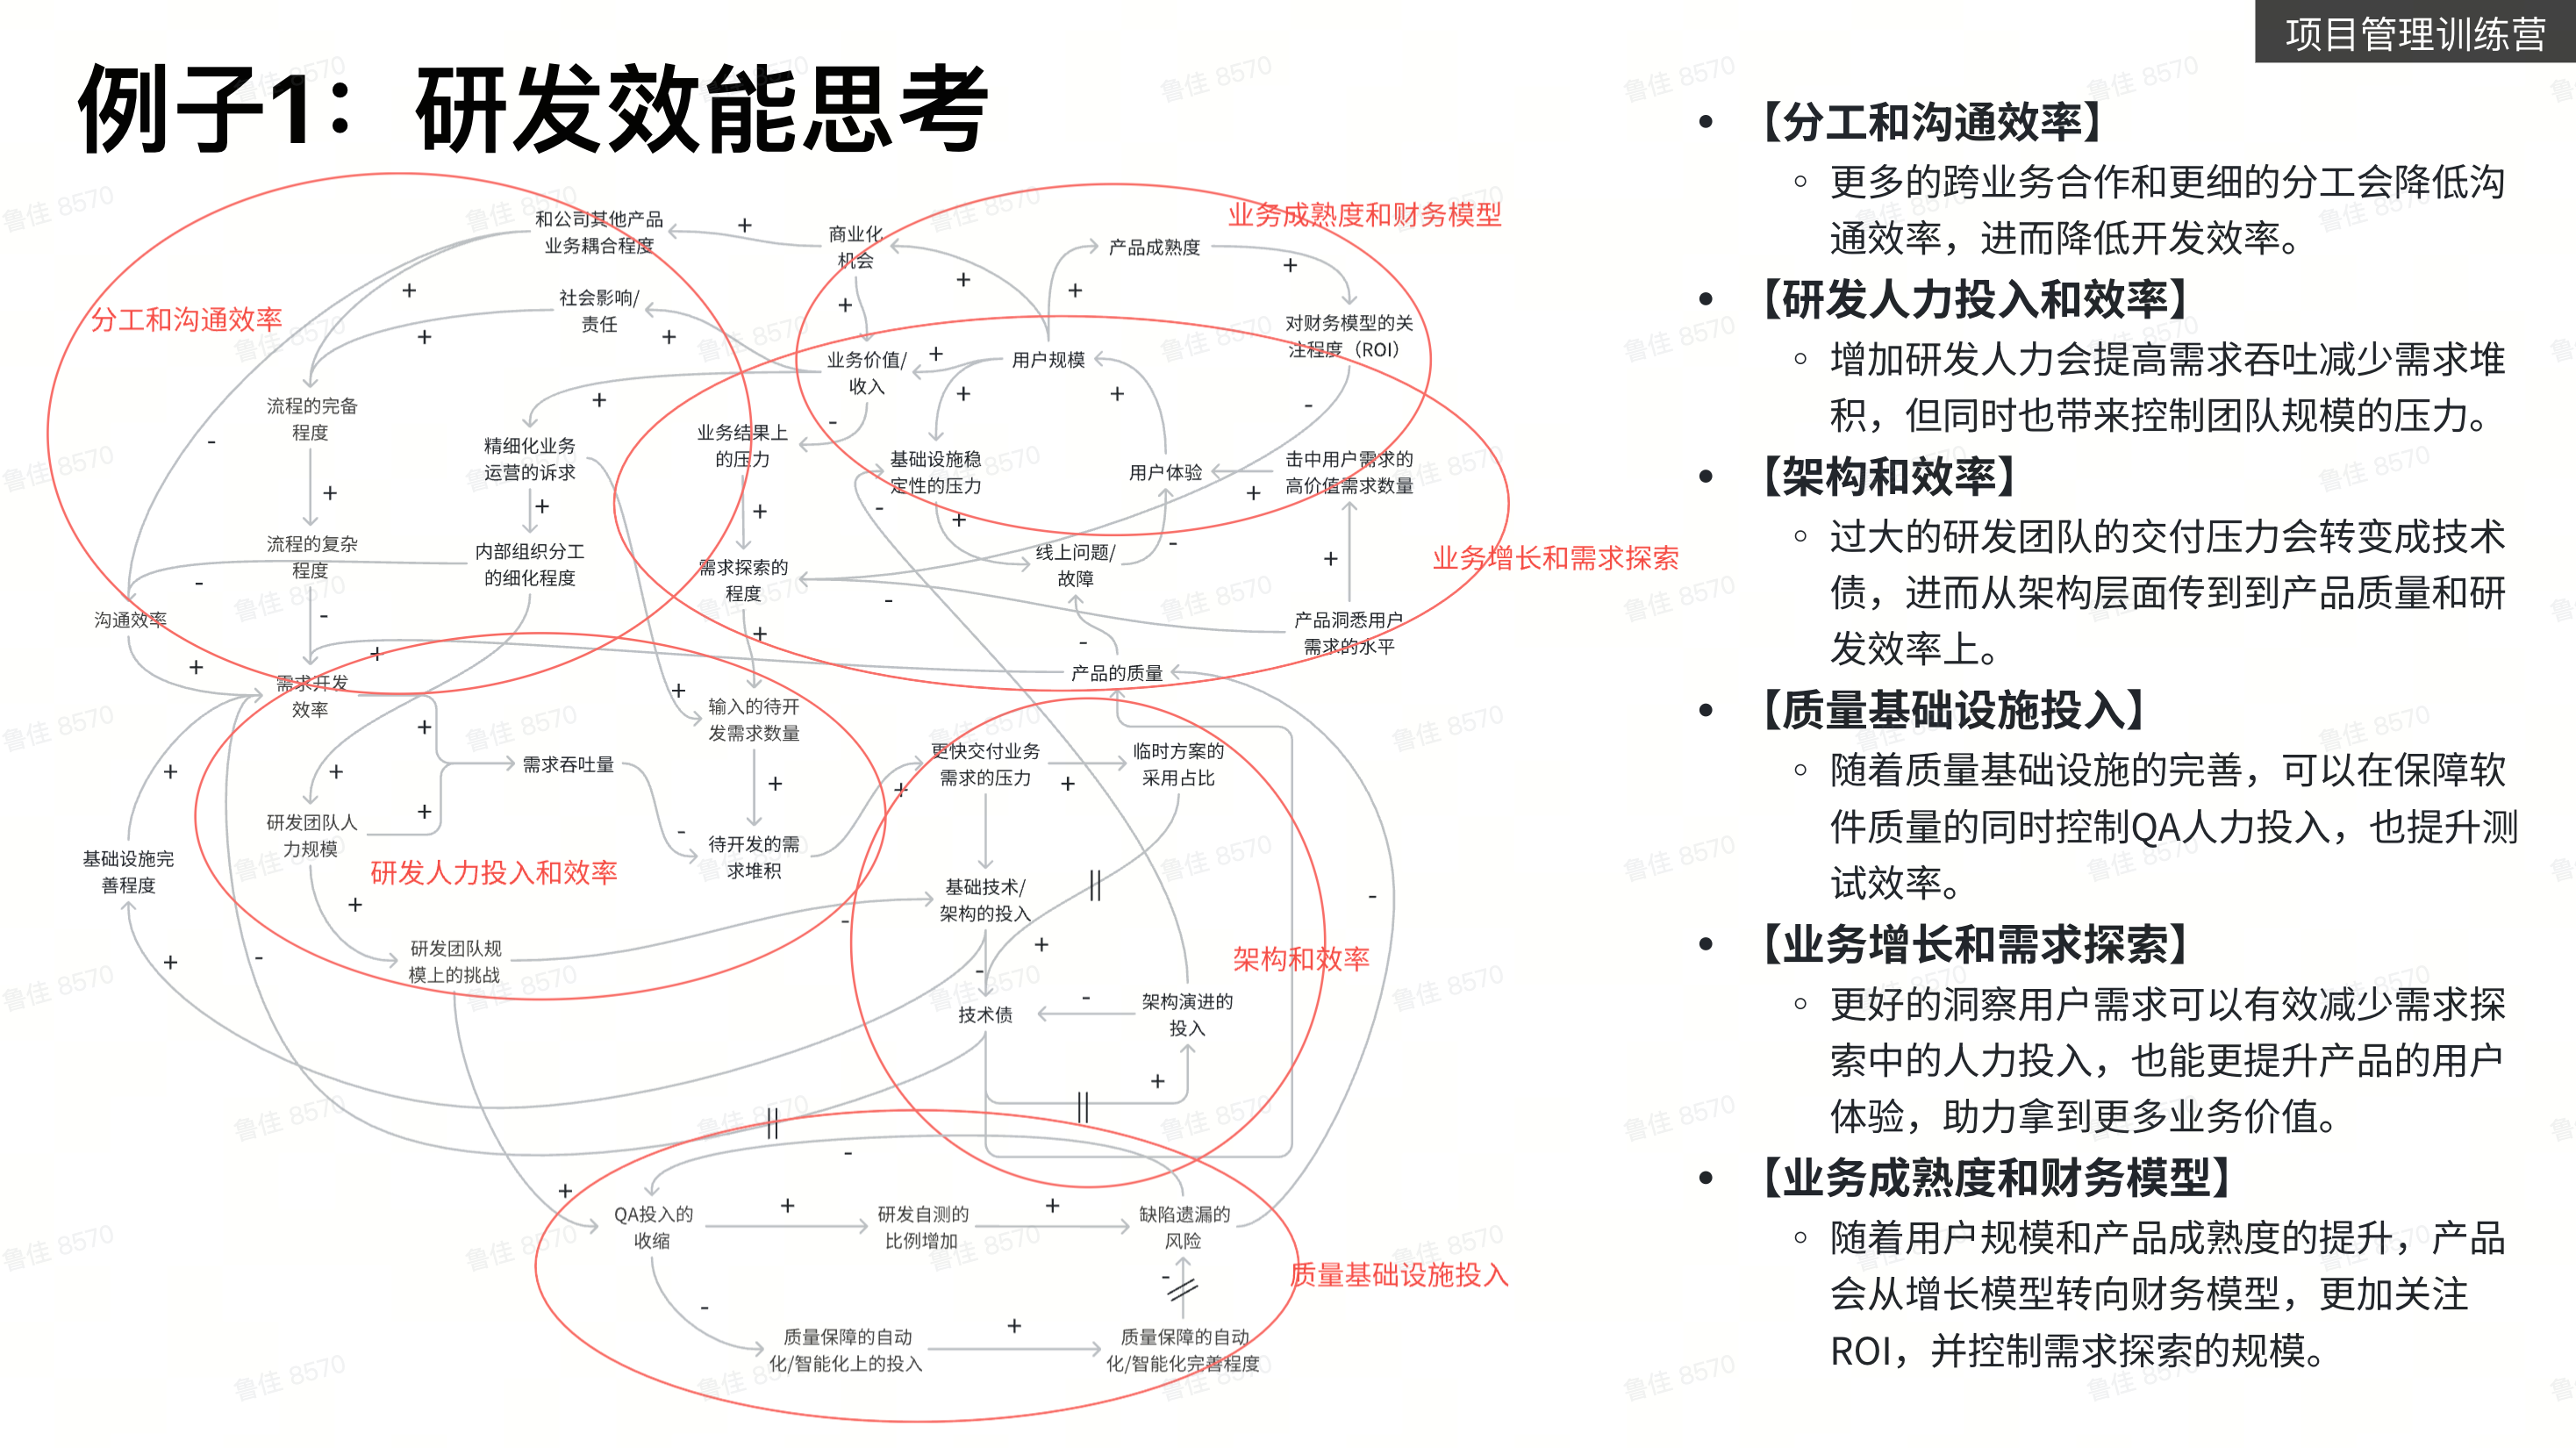 项目管理训练营
例子1：研发效能思考
和公司其他产品
业务耦合程度
+
商业化
机会
业务成熟度和财务模型
产品成熟度
+
+
+
+
社会影响/
责任
分工和沟通效率
+
+
+
对财务模型的关
注程度（ROI）
业务价值/
收入
+
用户规模
+
+
+
-
-
流程的完备
程度
-
精细化业务
运营的诉求
业务结果上
的压力
基础设施稳
定性的压力
用户体验
击中用户需求的
高价值需求数量
+
+
+
+
-
+
+
-
流程的复杂
程度
内部组织分工
的细化程度
需求探索的
程度
线上问题/
故障
业务增长和需求探索
-
-
-
沟通效率
+
-
产品洞悉用户
需求的水平
+
+
产品的质量
需求开发
效率
+
输入的待开
发需求数量
+
+
+
需求吞吐量
更快交付业务
需求的压力
临时方案的
采用占比
+
+
+
+
-
研发团队人
力规模
待开发的需
求堆积
基础设施完
善程度
研发人力投入和效率
基础技术/
架构的投入
+
-
-
+
-
-
+
研发团队规
模上的挑战
架构和效率
-
技术债
架构演进的
投入
+
-
+
QA投入的
收缩
+
研发自测的
比例增加
+
缺陷遗漏的
风险
质量基础设施投入
-
-
+
质量保障的自动
化/智能化上的投入
质量保障的自动
化/智能化完善程度
• 【分工和沟通效率】
◦ 更多的跨业务合作和更细的分工会降低沟
通效率，进而降低开发效率。
• 【研发人力投入和效率】
◦ 增加研发人力会提高需求吞吐减少需求堆
积，但同时也带来控制团队规模的压力。
• 【架构和效率】
◦ 过大的研发团队的交付压力会转变成技术
债，进而从架构层面传到到产品质量和研
发效率上。
• 【质量基础设施投入】
◦ 随着质量基础设施的完善，可以在保障软
件质量的同时控制QA人力投入，也提升测
试效率。
• 【业务增长和需求探索】
◦ 更好的洞察用户需求可以有效减少需求探
索中的人力投入，也能更提升产品的用户
体验，助力拿到更多业务价值。
• 【业务成熟度和财务模型】
◦ 随着用户规模和产品成熟度的提升，产品
会从增长模型转向财务模型，更加关注
ROI，并控制需求探索的规模。
鲁佳 8570